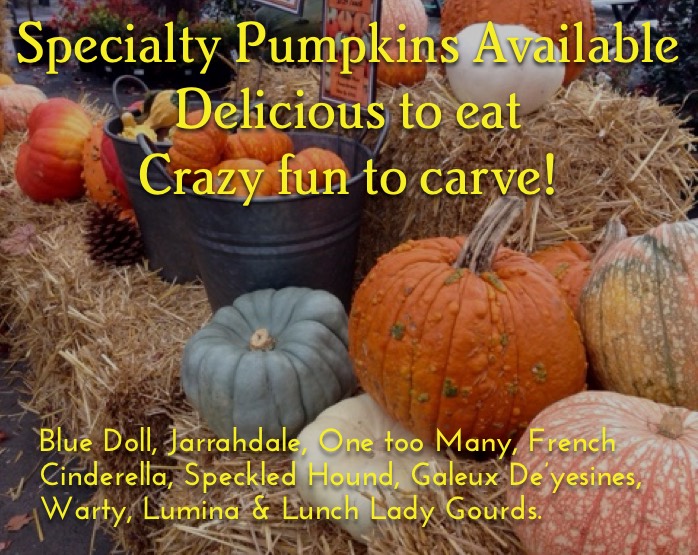 Specialty Pumpkins Available
Delicious to eat
Crazy fun to carve!
Blue Doll, Jarrahdale, One too Many, French
Cinderella, Speckled Hound, Galeux De'yesines,
Warty, Lumina & Lunch Lady Gourds.